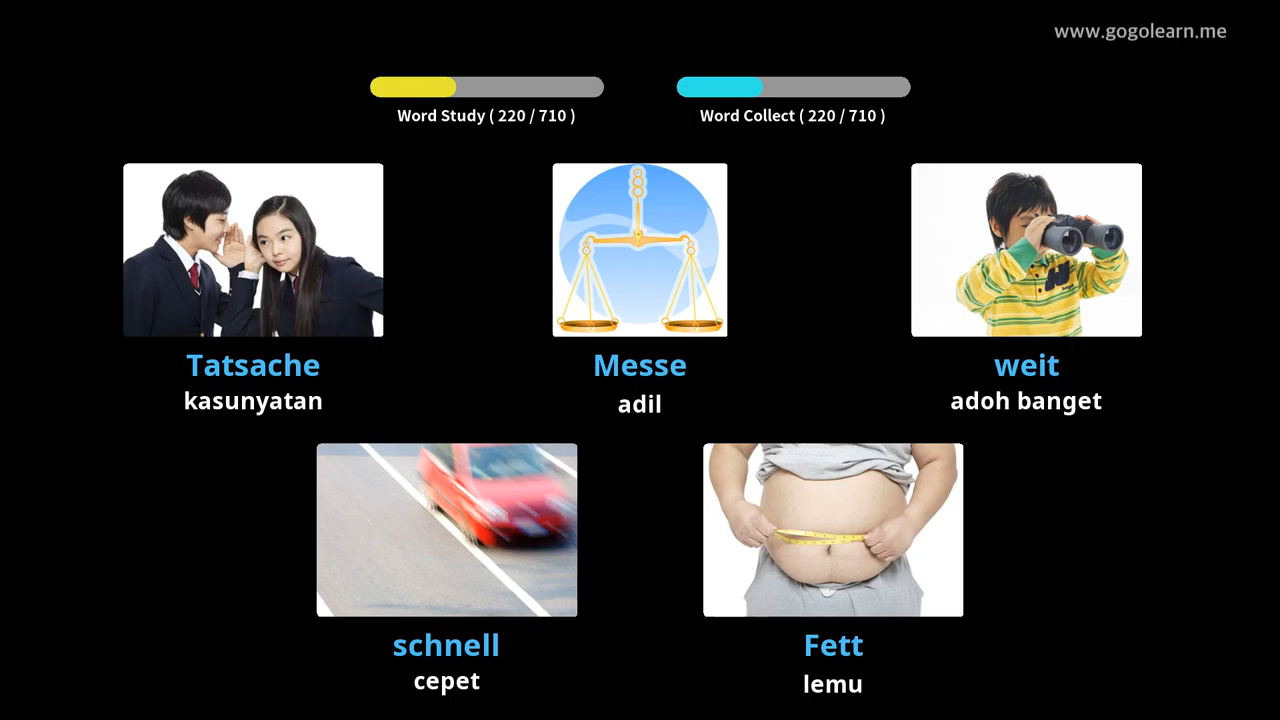 www.gogolearn.me
Word Study ( 220 / 710 )
Word Collect ( 220 / 710 )
Tatsache
kasunyatan
Messe
adil
weit
adoh banget
schnell
cepet
Fett
lemu